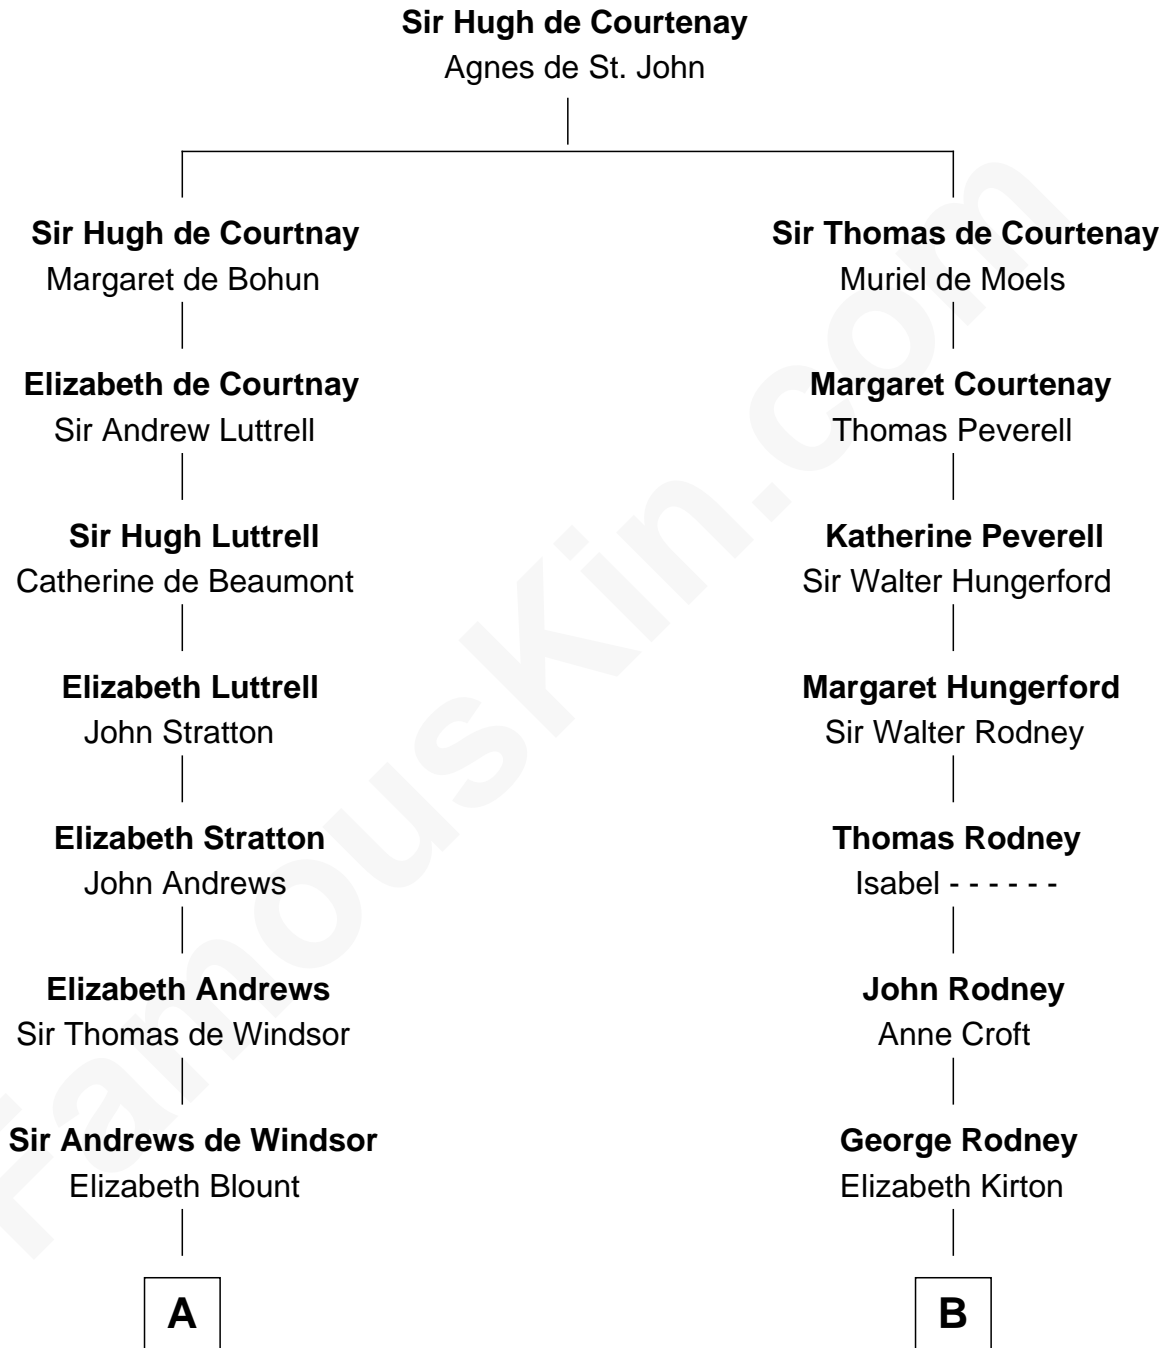 Sir Hugh de Courtenay
Agnes de St. John
Sir Hugh de Courtnay
Margaret de Bohun
Sir Thomas de Courtenay
Muriel de Moels
Elizabeth de Courtnay
Sir Andrew Luttrell
Margaret Courtenay
Thomas Peverell
Sir Hugh Luttrell
Catherine de Beaumont
Katherine Peverell
Sir Walter Hungerford
Elizabeth Luttrell
John Stratton
Margaret Hungerford
Sir Walter Rodney
Elizabeth Stratton
John Andrews
Thomas Rodney
Isabel - - - - - -
Elizabeth Andrews
Sir Thomas de Windsor
John Rodney
Anne Croft
Sir Andrews de Windsor
Elizabeth Blount
George Rodney
Elizabeth Kirton
A
B
FamousKin.com